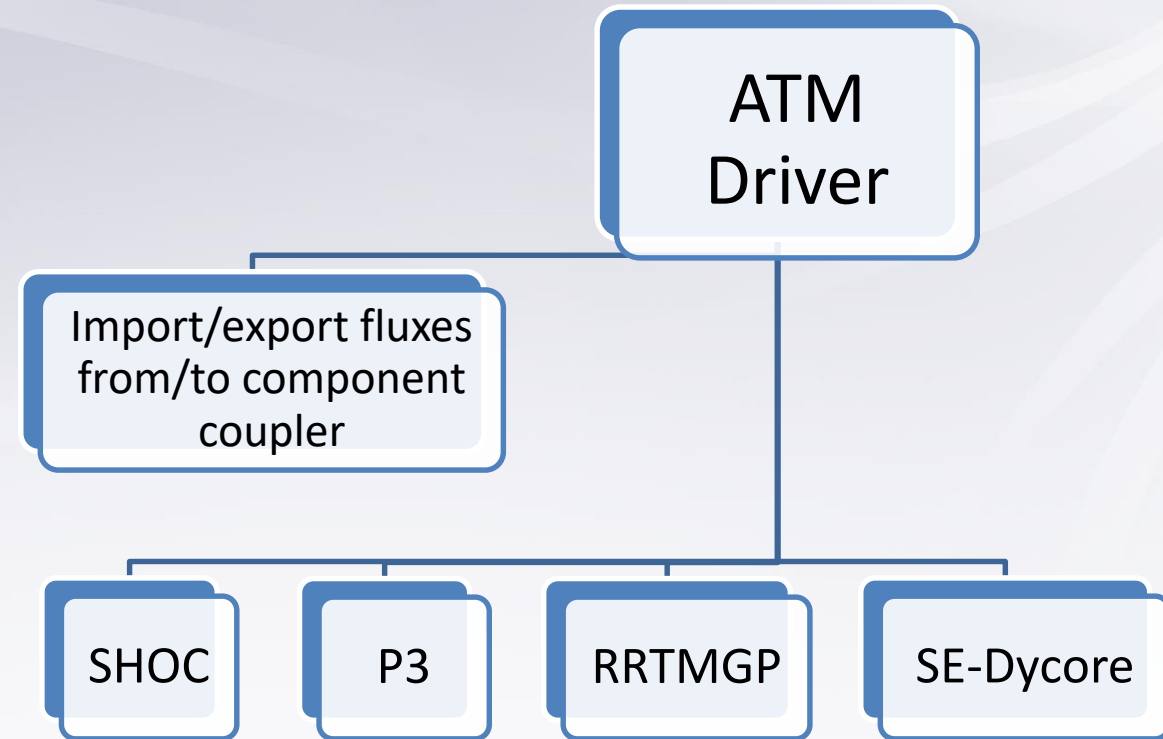 ATM
Driver
Import/export fluxes
from/to component
coupler
SHOC
P3
RRTMGP
SE-Dycore